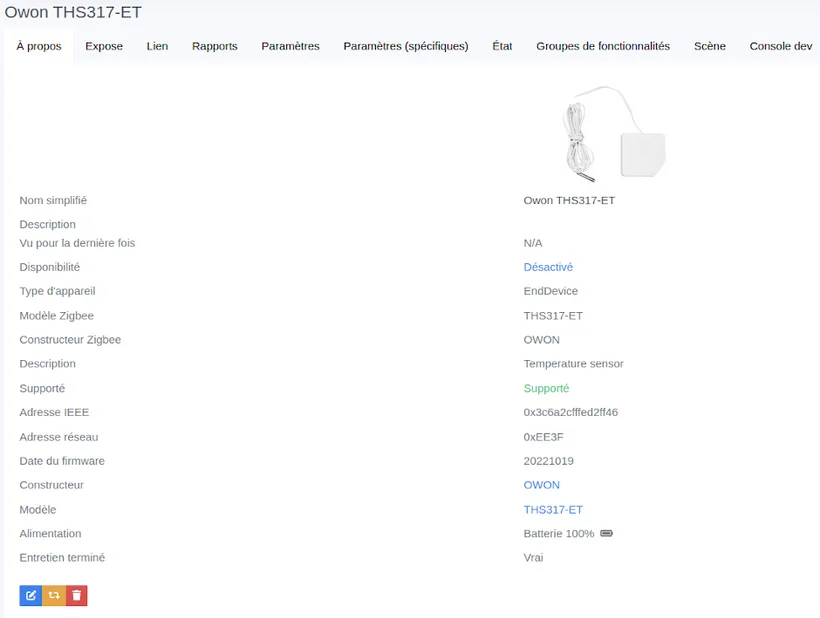 Owon THS317-ET
À propos Expose Lien Rapports Paramètres Paramètres (spécifiques) État Groupes de fonctionnalités Scène Console dev
Nom simplifié Owon THS317-ET
Description
Vu pour la dernière fois N/A
Disponibilité Désactivé
Type d'appareil EndDevice
Modèle Zigbee THS317-ET
Constructeur Zigbee OWON
Description Temperature sensor
Supporté Supporté
Adresse IEEE 0x3c6a2cfffed2ff46
Adresse réseau 0xEE3F
Date du firmware 20221019
Constructeur OWON
Modèle THS317-ET
Alimentation Batterie 100%
Entretien terminé Vrai